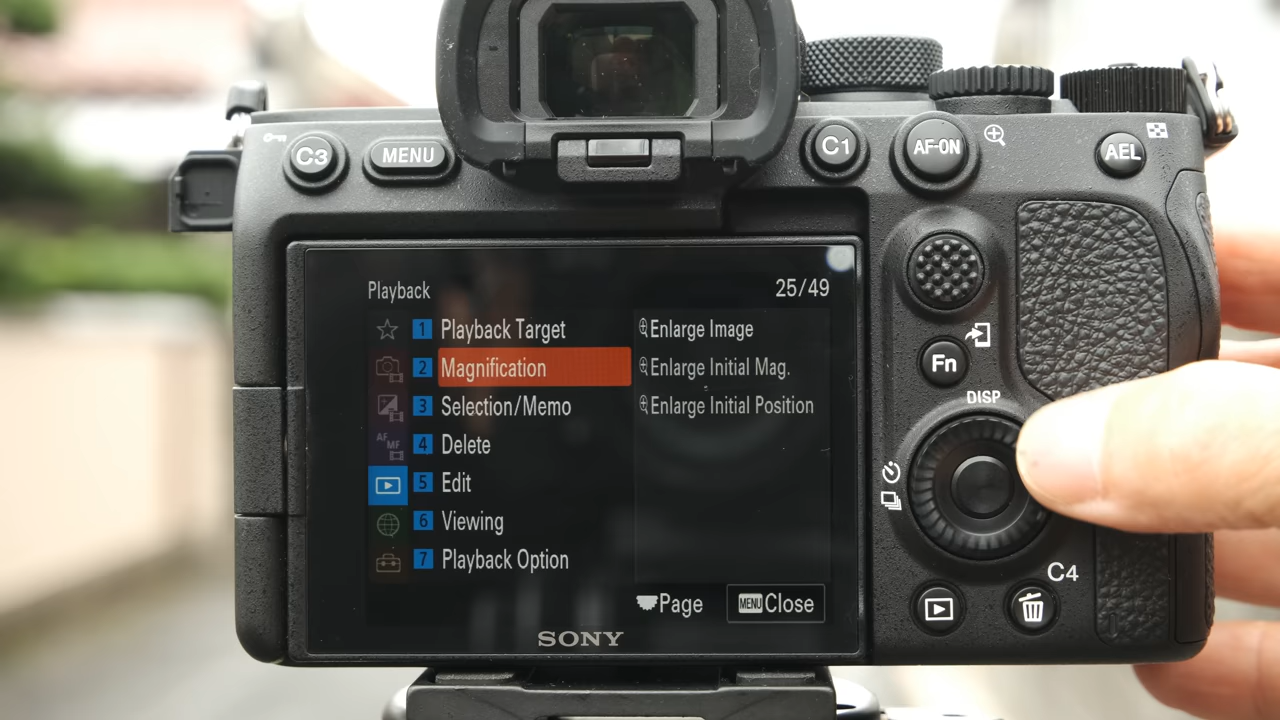 C3
MENU
C1
AF-ON
AEL
Playback
25/49
1 Playback Target
2 Magnification
3 Selection/Memo
4 Delete
5 Edit
6 Viewing
7 Playback Option
AF
MF
Enlarge Image
Enlarge Initial Mag.
Enlarge Initial Position
Page
MENU Close
SONY
Fn
DISP
C4